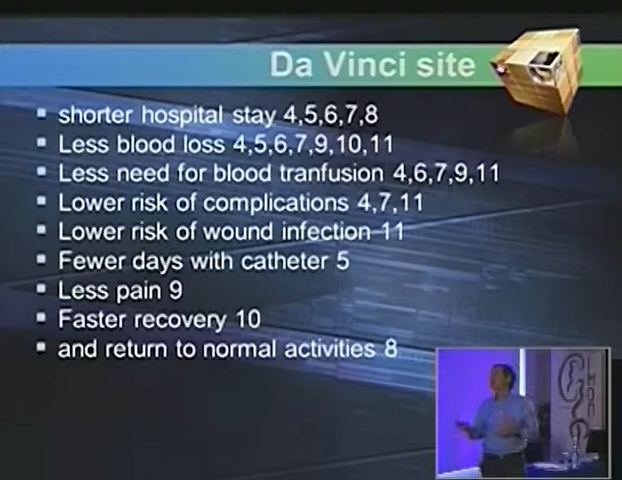 Da Vinci site
shorter hospital stay 4,5,6,7,8
Less blood loss 4,5,6,7,9,10,11
Less need for blood tranfusion 4,6,7,9,11
Lower risk of complications 4,7,11
Lower risk of wound infection 11
Fewer days with catheter 5
Less pain 9
Faster recovery 10
and return to normal activities 8